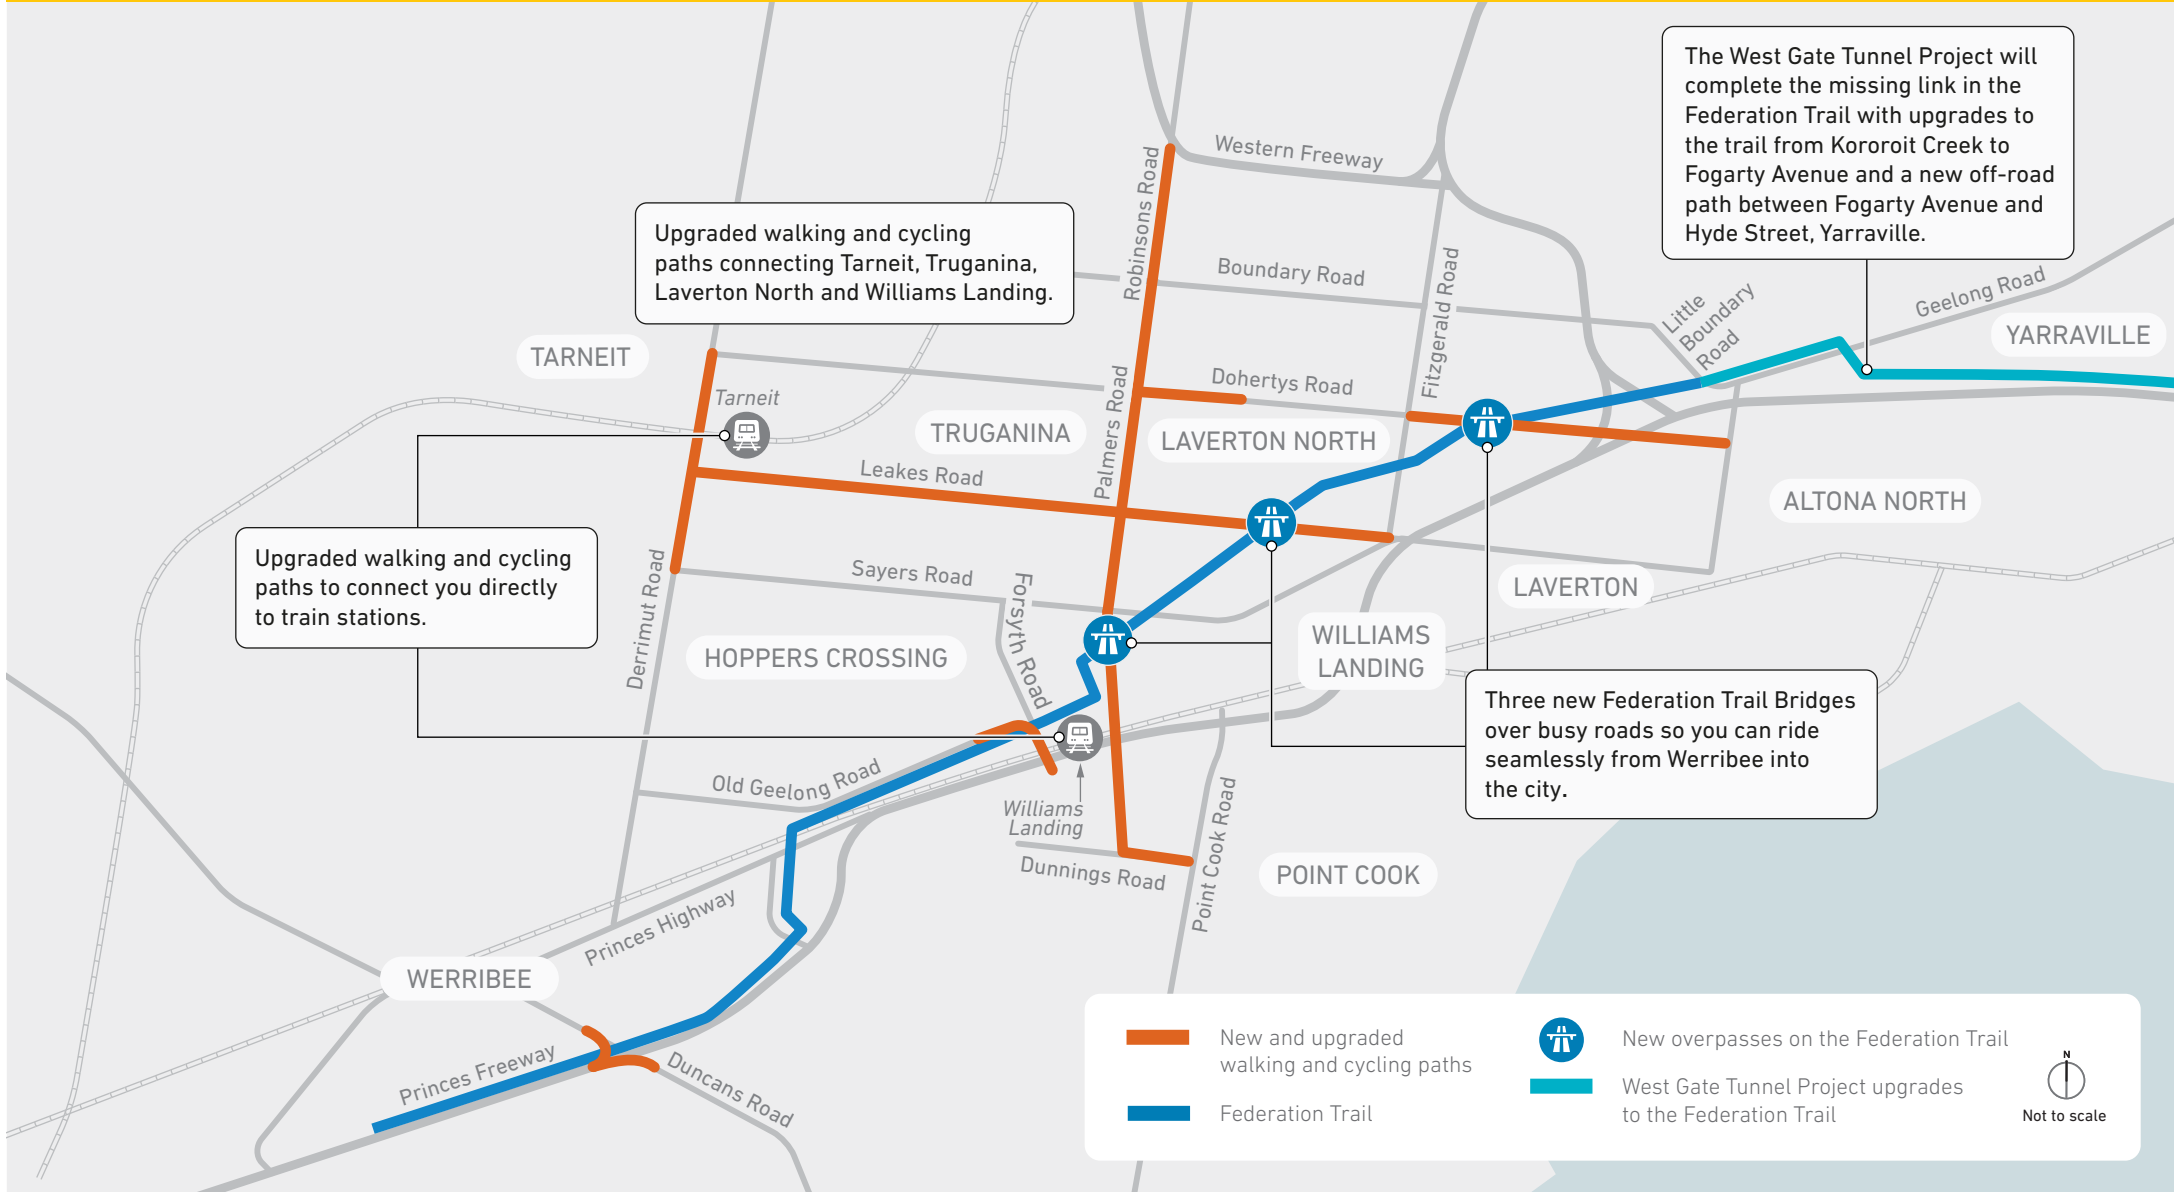 The West Gate Tunnel Project will
complete the missing link in the
Federation Trail with upgrades to
the trail from Kororoit Creek to
Fogarty Avenue and a new off-road
path between Fogarty Avenue and
Hyde Street, Yarraville.
Western Freeway
Robinsons Road
Upgraded walking and cycling
paths connecting Tarneit, Truganina,
Laverton North and Williams Landing.
Boundary Road
Fitzgerald Road
Little
Boundary
Road
Geelong Road
YARRAVILLE
TARNEIT
Tarneit
Dohertys Road
Palmers Road
TRUGANINA
LAVERTON NORTH
Leakes Road
ALTONA NORTH
Upgraded walking and cycling
paths to connect you directly
to train stations.
Derrimut Road
Sayers Road
Forsyth Road
LAVERTON
HOPPERS CROSSING
WILLIAMS
LANDING
Three new Federation Trail Bridges
over busy roads so you can ride
seamlessly from Werribee into
the city.
Old Geelong Road
Williams
Landing
Dunnings Road
Point Cook Road
POINT COOK
Princes Highway
WERRIBEE
Princes Freeway
Duncans Road
New and upgraded
walking and cycling paths
Federation Trail
New overpasses on the Federation Trail
West Gate Tunnel Project upgrades
to the Federation Trail
N
Not to scale